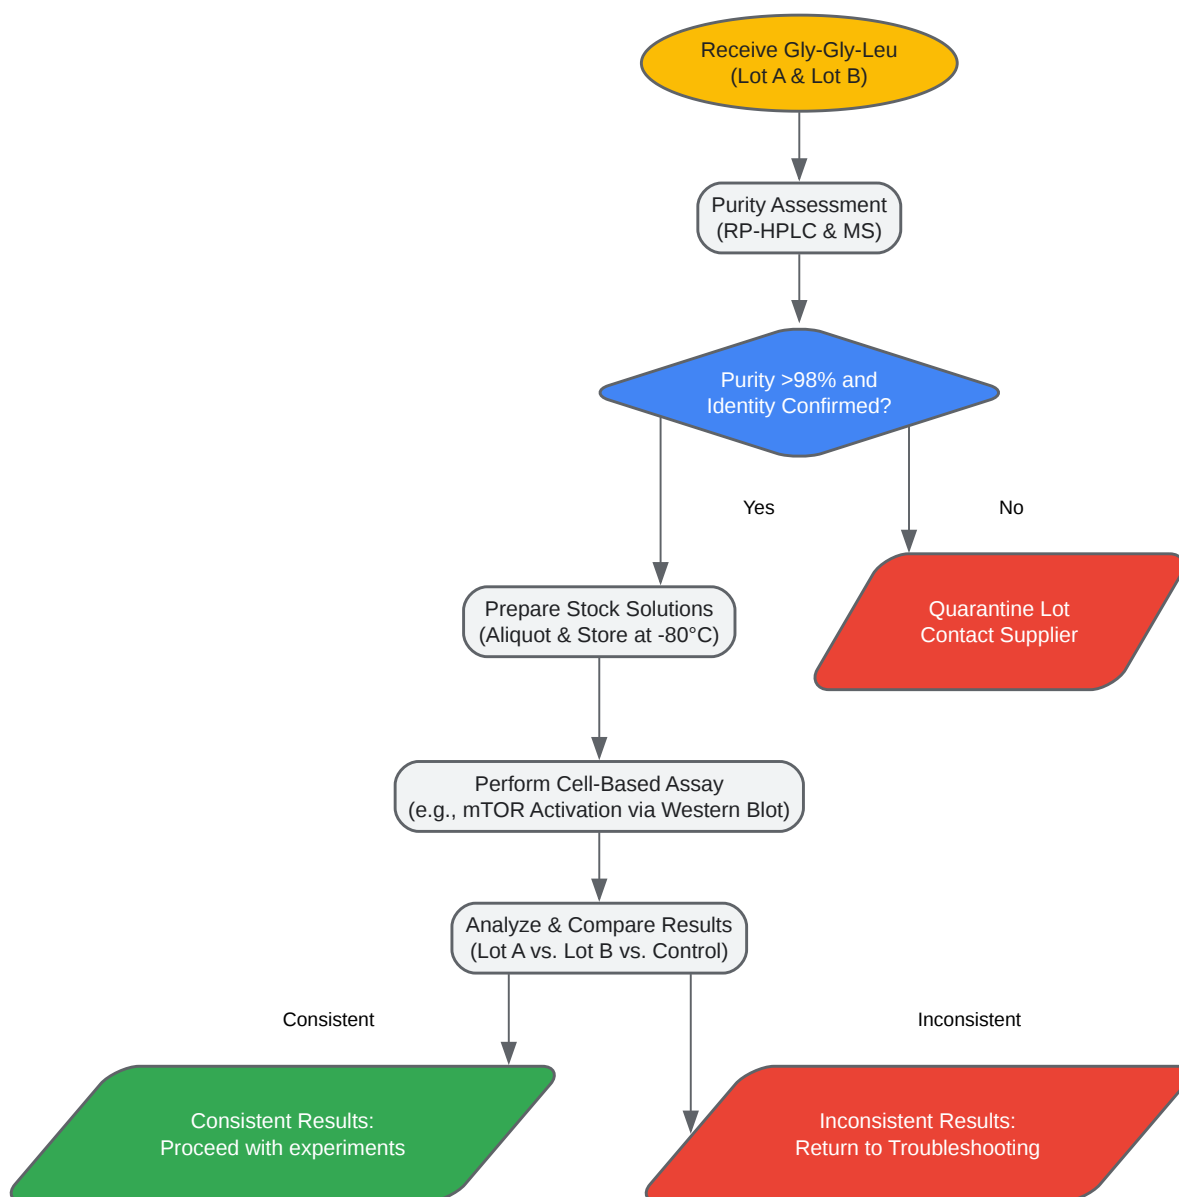 Receive Gly-Gly-Leu
(Lot A & Lot B)
Purity Assessment
(RP-HPLC & MS)
Purity >98% and
Identity Confirmed?
Yes
No
Quarantine Lot
Contact Supplier
Prepare Stock Solutions
(Aliquot & Store at -80°C)
Perform Cell-Based Assay
(e.g., mTOR Activation via Western Blot)
Analyze & Compare Results
(Lot A vs. Lot B vs. Control)
Consistent
Inconsistent
Consistent Results:
Proceed with experiments
Inconsistent Results:
Return to Troubleshooting